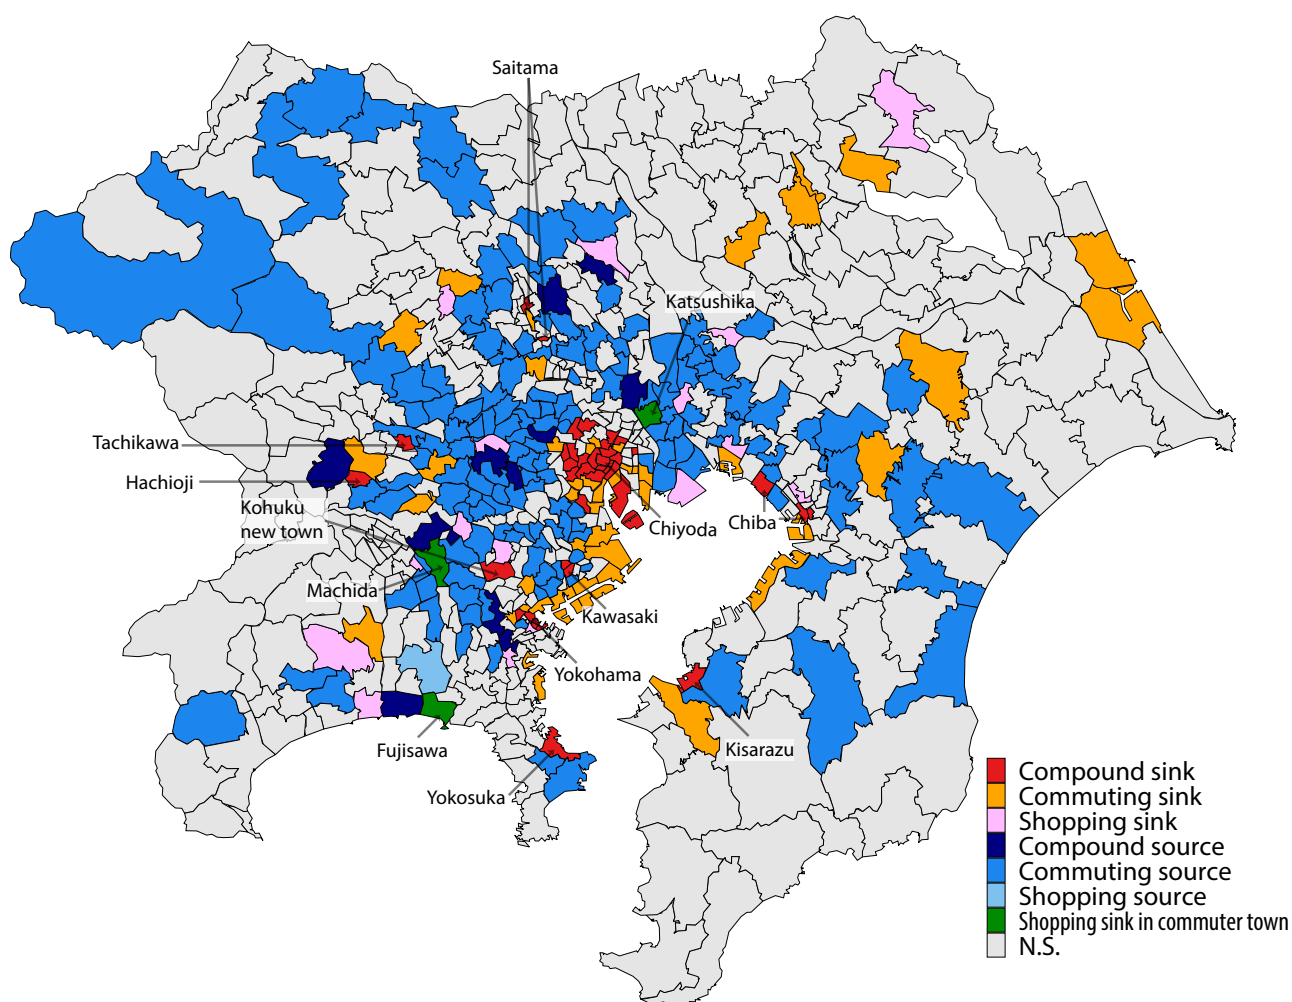 Saitama
Katsushika
Tachikawa
Hachioji
Kohuku
new town
Chiyoda
Chiba
Machida
Kawasaki
Yokohama
Fujisawa
Kisarazu
Yokosuka
Compound sink
Commuting sink
Shopping sink
Compound source
Commuting source
Shopping source
Shopping sink in commuter town
N.S.